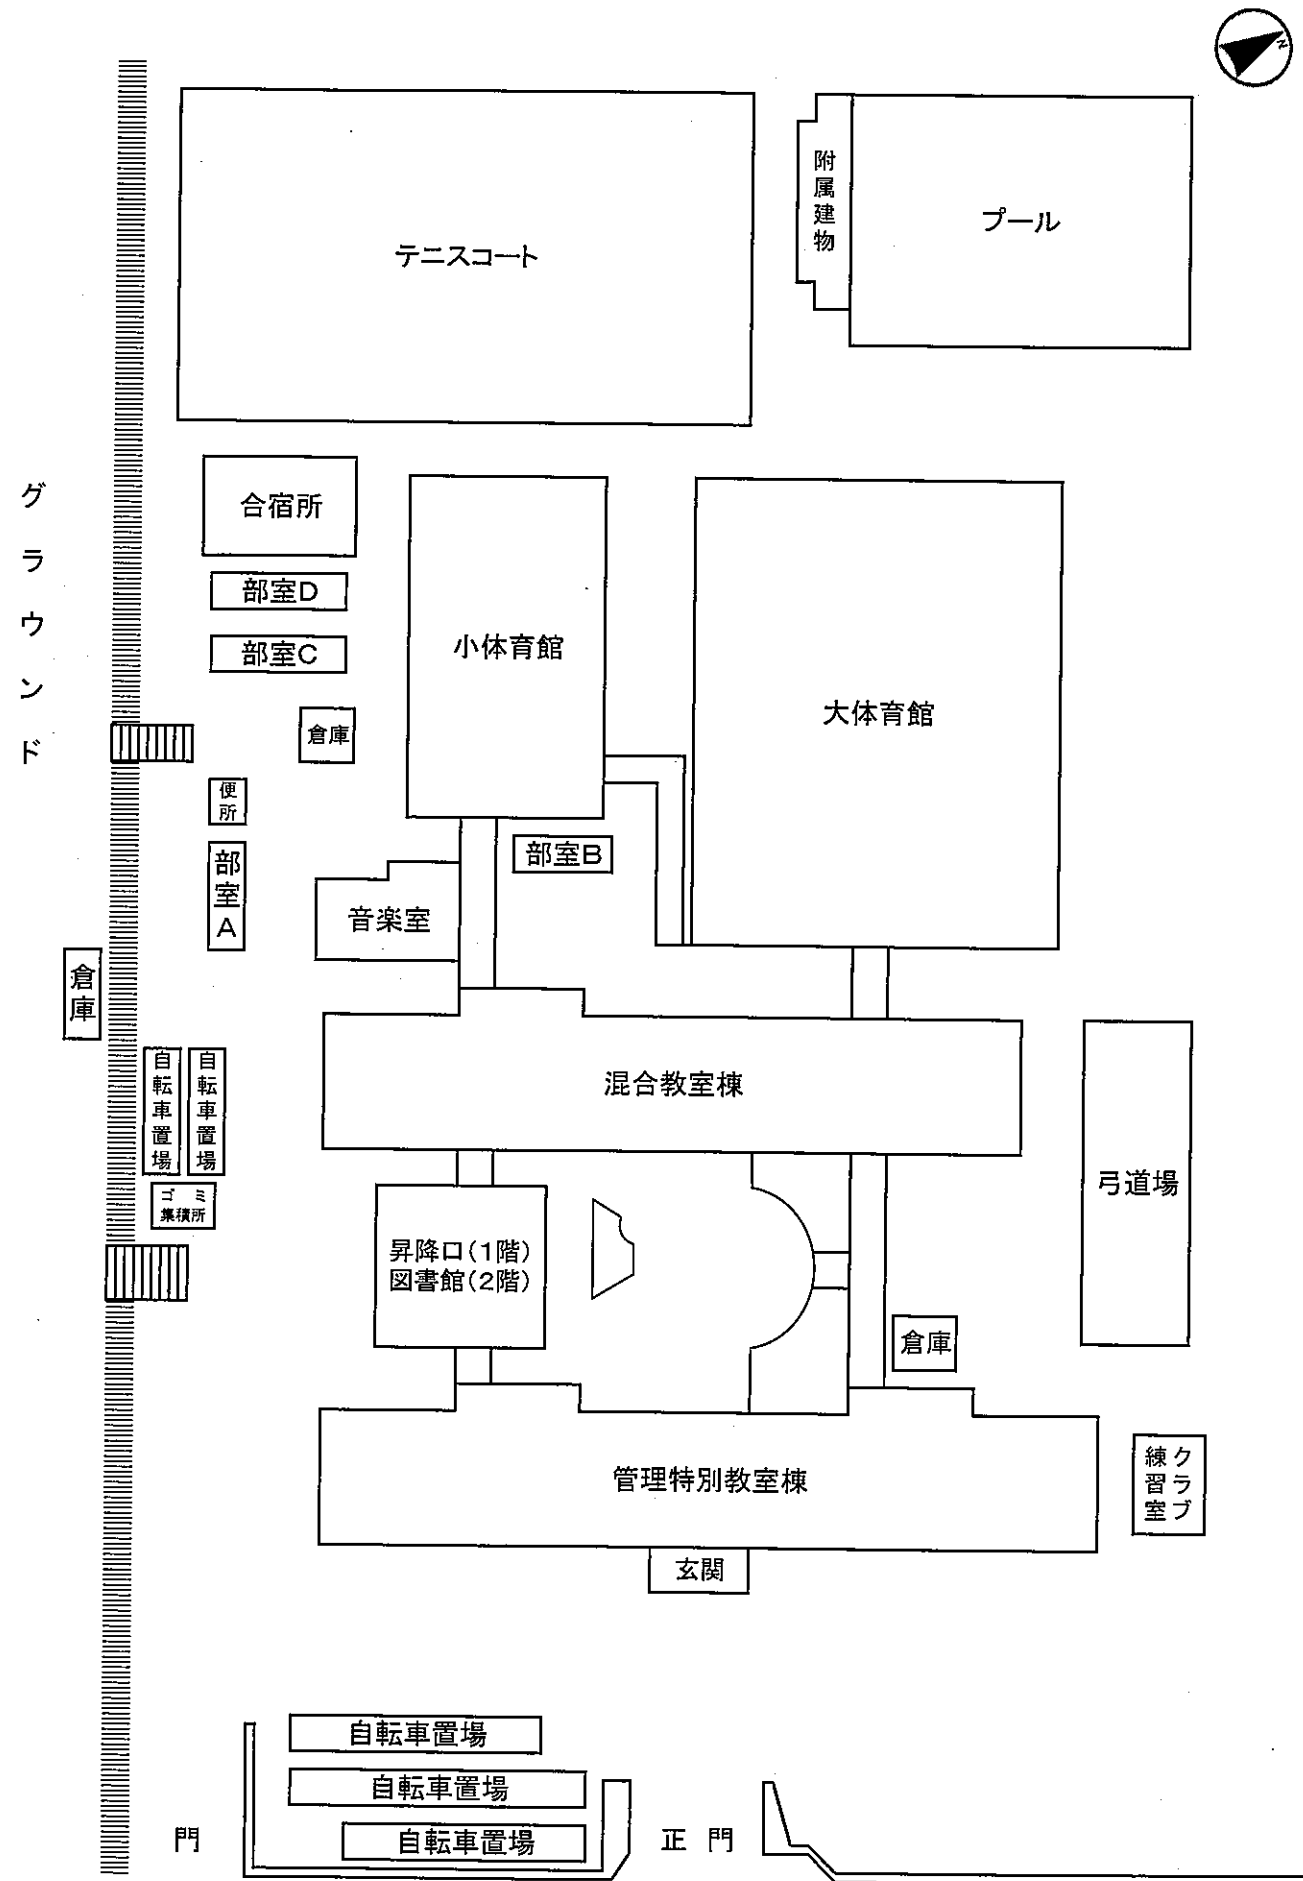 N
テニスコート
附属建物
プール
グラウンド
合宿所
部室D
部室C
小体育館
大体育館
倉庫
便所
部室A
部室B
音楽室
倉庫
混合教室棟
自転車置場
自転車置場
ゴミ
集積所
弓道場
昇降口(1階)
図書館(2階)
倉庫
管理特別教室棟
クラブ
練習室
玄関
自転車置場
自転車置場
自転車置場
門
正門